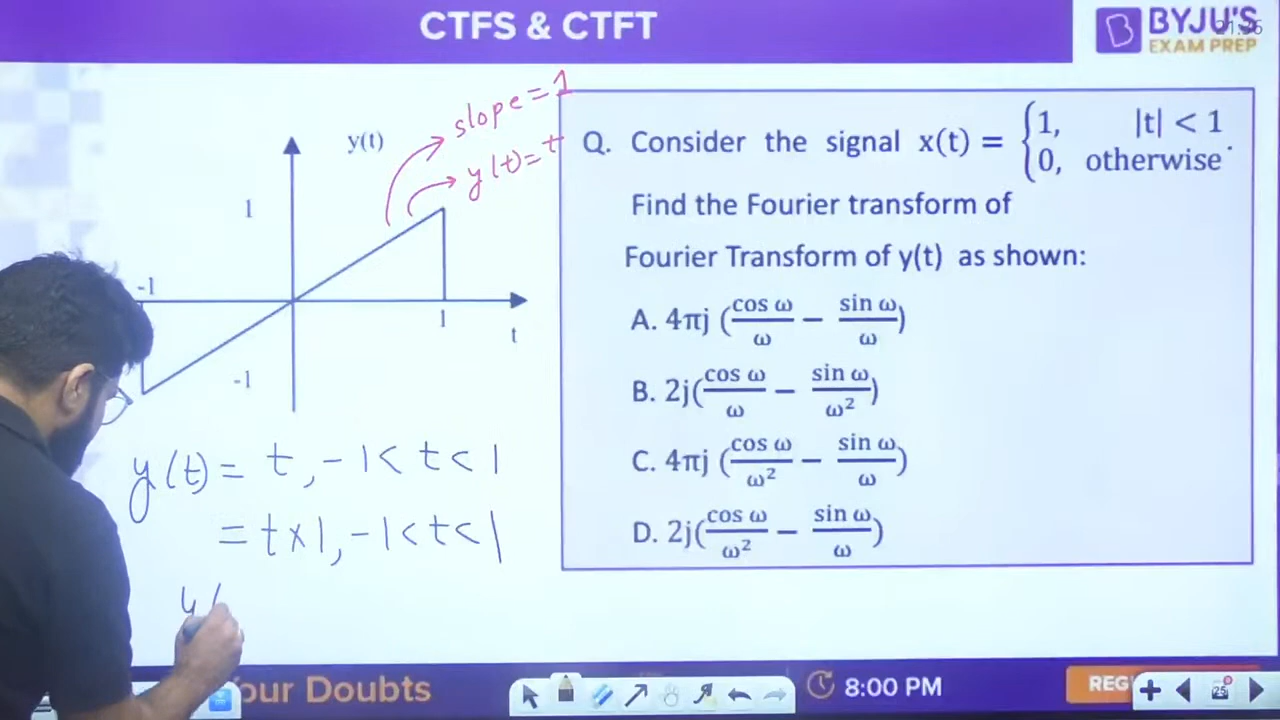 CTFS & CTFT
BYJU'S
EXAM PREP
slope = 1
y(t) = t
y(t)
1
-1
1
t
-1
y(t) = t, -1 < t < 1
= t x 1, -1 < t < 1
y(
Q. Consider the signal x(t) = {1, |t| < 1
0, otherwise.
Find the Fourier transform of
Fourier Transform of y(t) as shown:
A. 4πj (cos ω/ω − sin ω/ω)
B. 2j(cos ω/ω − sin ω/ω²)
C. 4πj (cos ω/ω² − sin ω/ω)
D. 2j(cos ω/ω² − sin ω/ω)
our Doubts
8:00 PM
REG
25